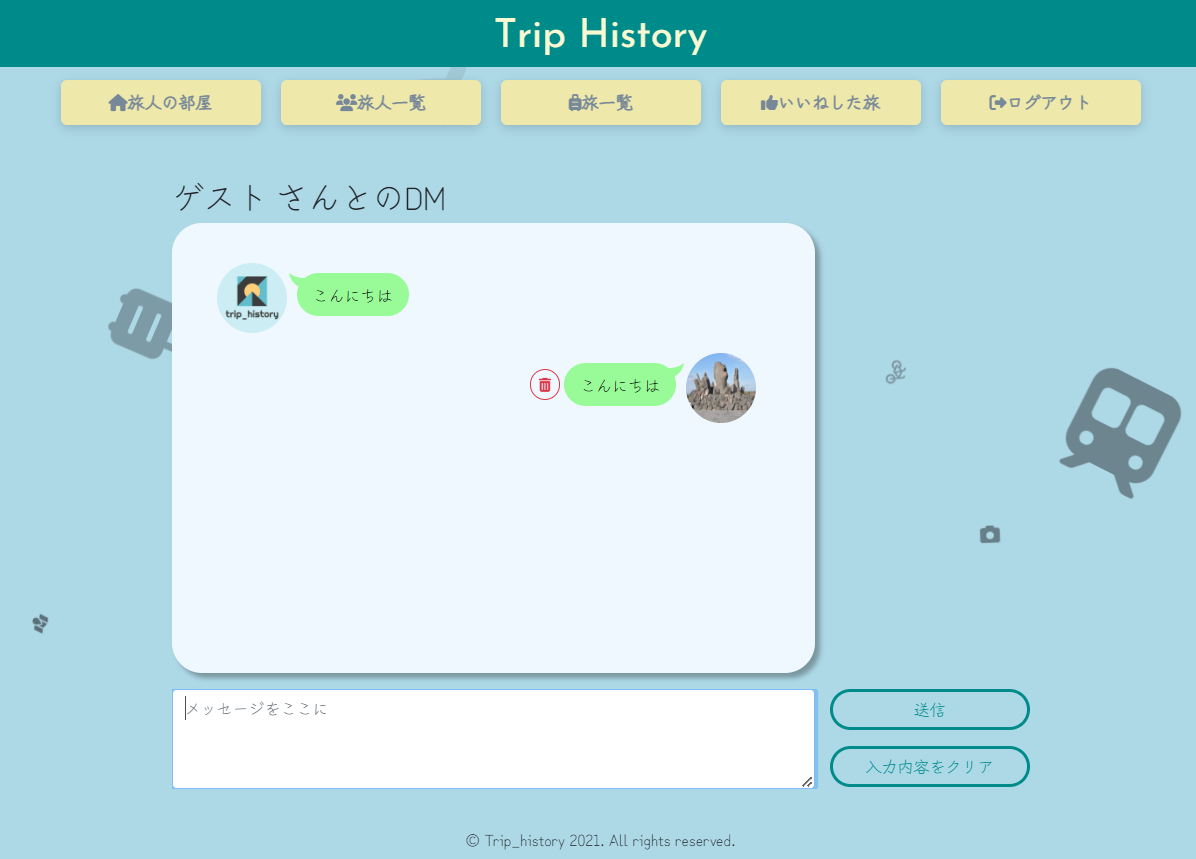 Trip History
旅人の部屋
旅人一覧
旅一覧
いいねした旅
ログアウト
ゲスト さんとのDM
trip_history
こんにちは
こんにちは
メッセージをここに
送信
入力内容をクリア
© Trip_history 2021. All rights reserved.